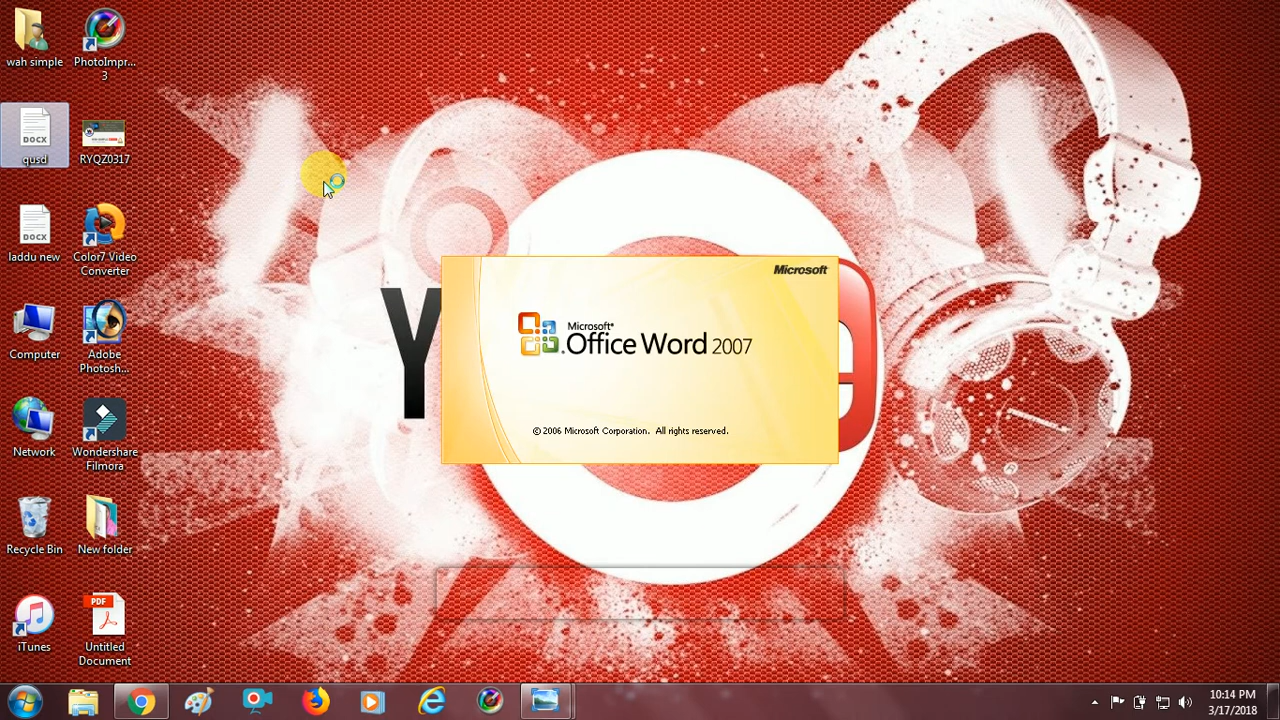 wah simple
PhotoImpr...
3
DOCX
qusd
RYQZ0317
DOCX
laddu new
Color7 Video
Converter
Computer
Adobe
Photosh...
Network
Wondershare
Filmora
Recycle Bin
New folder
iTunes
PDF
Untitled
Document
Y
Microsoft
Microsoft®
Office Word 2007
© 2006 Microsoft Corporation. All rights reserved.
10:14 PM
3/17/2018